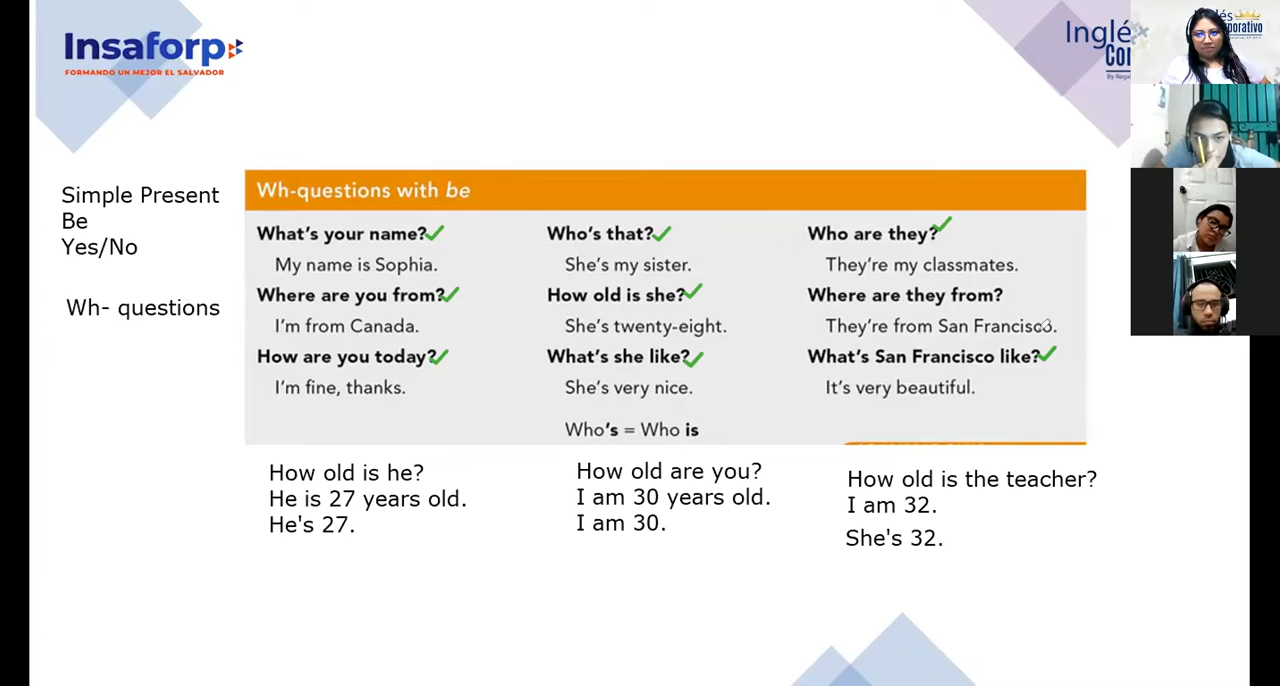 Insaforp
FORMANDO UN MEJOR EL SALVADOR
Simple Present
Be
Yes/No
Wh- questions
Wh-questions with be
What's your name?
My name is Sophia.
Where are you from?
I'm from Canada.
How are you today?
I'm fine, thanks.
Who's that?
She's my sister.
How old is she?
She's twenty-eight.
What's she like?
She's very nice.
Who's = Who is
Who are they?
They're my classmates.
Where are they from?
They're from San Francisco.
What's San Francisco like?
It's very beautiful.
How old is he?
He is 27 years old.
He's 27.
How old are you?
I am 30 years old.
I am 30.
How old is the teacher?
I am 32.
She's 32.